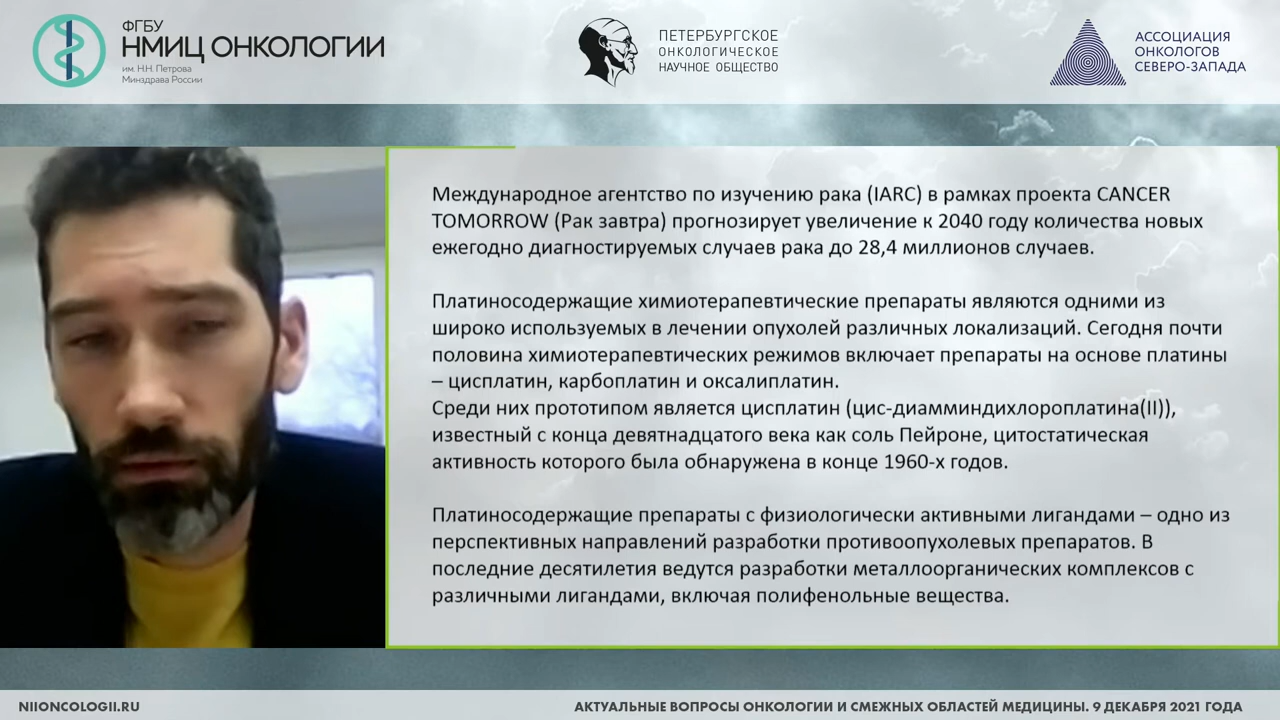 ФГБУ
НМИЦ ОНКОЛОГИИ
им. Н.Н. Петрова
Минздрава России
ПЕТЕРБУРГСКОЕ
ОНКОЛОГИЧЕСКОЕ
НАУЧНОЕ ОБЩЕСТВО
АССОЦИАЦИЯ
ОНКОЛОГОВ
СЕВЕРО-ЗАПАДА
Международное агентство по изучению рака (IARC) в рамках проекта CANCER
TOMORROW (Рак завтра) прогнозирует увеличение к 2040 году количества новых
ежегодно диагностируемых случаев рака до 28,4 миллионов случаев.
Платиносодержащие химиотерапевтические препараты являются одними из
широко используемых в лечении опухолей различных локализаций. Сегодня почти
половина химиотерапевтических режимов включает препараты на основе платины
– цисплатин, карбоплатин и оксалиплатин.
Среди них прототипом является цисплатин (цис-диамминдихлороплатина(II)),
известный с конца девятнадцатого века как соль Пейроне, цитостатическая
активность которого была обнаружена в конце 1960-х годов.
Платиносодержащие препараты с физиологически активными лигандами – одно из
перспективных направлений разработки противоопухолевых препаратов. В
последние десятилетия ведутся разработки металлоорганических комплексов с
различными лигандами, включая полифенольные вещества.
NIIONCOLOGII.RU
АКТУАЛЬНЫЕ ВОПРОСЫ ОНКОЛОГИИ И СМЕЖНЫХ ОБЛАСТЕЙ МЕДИЦИНЫ. 9 ДЕКАБРЯ 2021 ГОДА